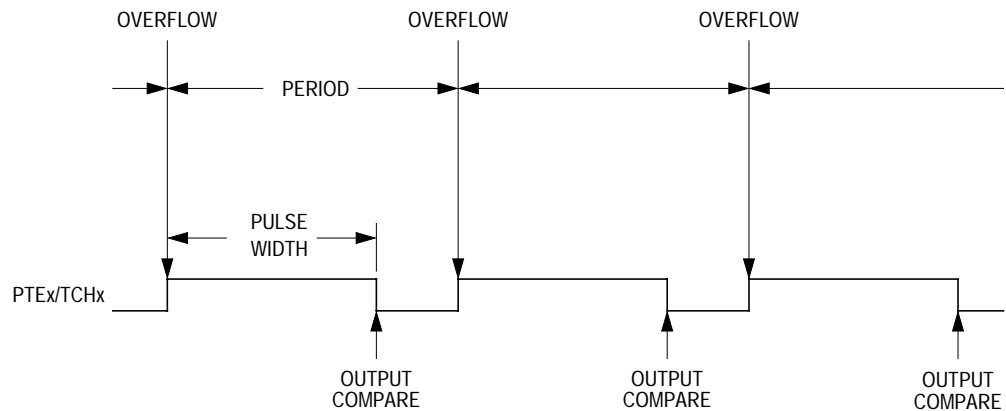 OVERFLOW
OVERFLOW
OVERFLOW
PERIOD
PULSE
WIDTH
PTEx/TCHx
OUTPUT
COMPARE
OUTPUT
COMPARE
OUTPUT
COMPARE